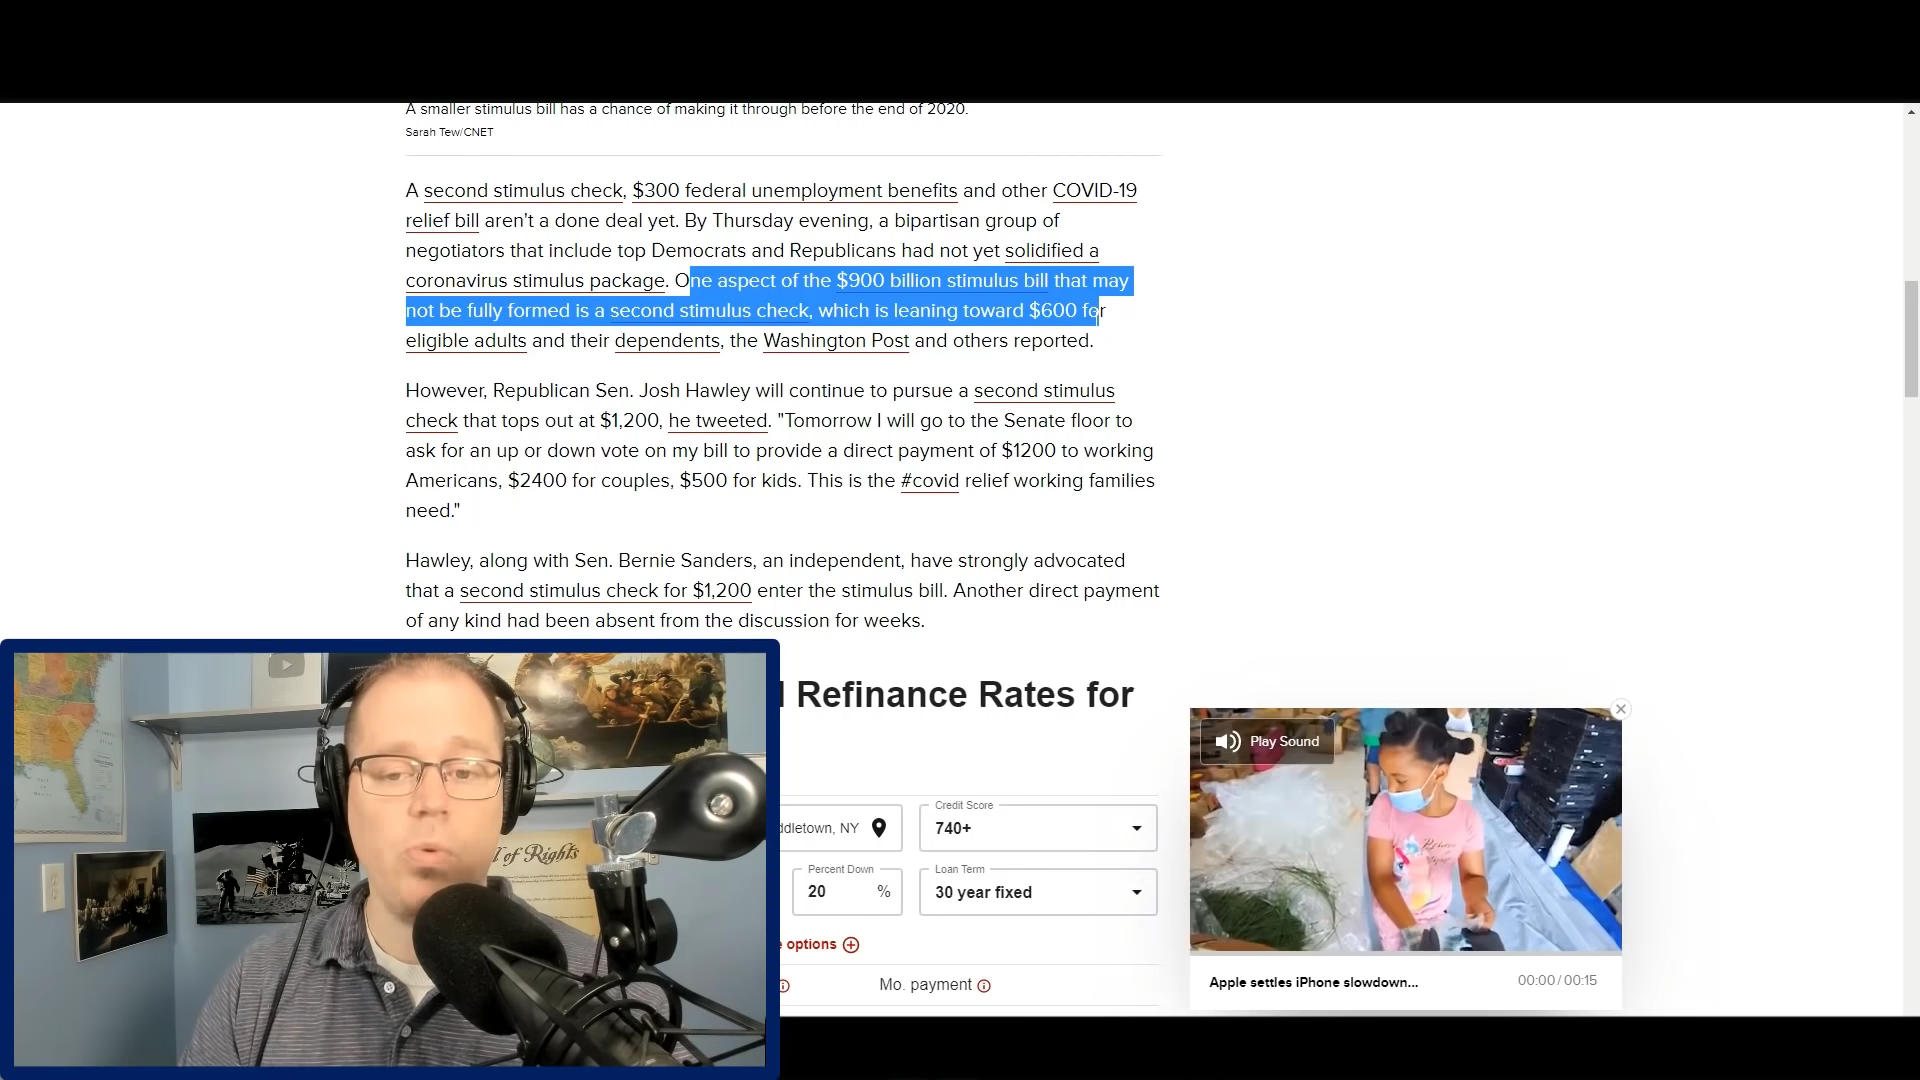 A smaller stimulus bill has a chance of making it through before the end of 2020.
Sarah Tew/CNET
A second stimulus check, $300 federal unemployment benefits and other COVID-19
relief bill aren't a done deal yet. By Thursday evening, a bipartisan group of
negotiators that include top Democrats and Republicans had not yet solidified a
coronavirus stimulus package. One aspect of the $900 billion stimulus bill that may
not be fully formed is a second stimulus check, which is leaning toward $600 for
eligible adults and their dependents, the Washington Post and others reported.
However, Republican Sen. Josh Hawley will continue to pursue a second stimulus
check that tops out at $1,200, he tweeted. "Tomorrow I will go to the Senate floor to
ask for an up or down vote on my bill to provide a direct payment of $1200 to working
Americans, $2400 for couples, $500 for kids. This is the #covid relief working families
need."
Hawley, along with Sen. Bernie Sanders, an independent, have strongly advocated
that a second stimulus check for $1,200 enter the stimulus bill. Another direct payment
of any kind had been absent from the discussion for weeks.
Refinance Rates for
Play Sound
Credit Score
ddletown, NY
740+
of Rights
Percent Down
Loan Term
20 %
30 year fixed
options
Mo. payment
Apple settles iPhone slowdown...
00:00/00:15